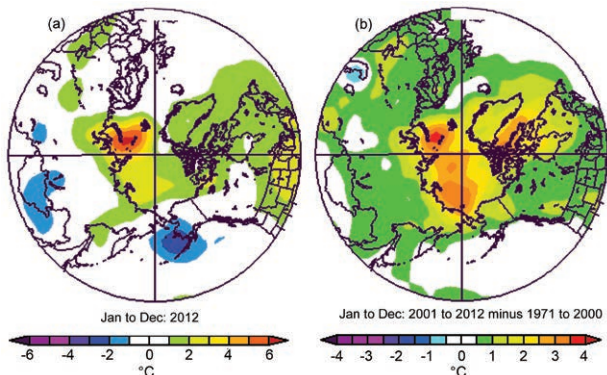 (a)
(b)
Jan to Dec: 2012
Jan to Dec: 2001 to 2012 minus 1971 to 2000
-6 -4 -2 0 2 4 6
°C
-4 -3 -2 -1 0 1 2 3 4
°C